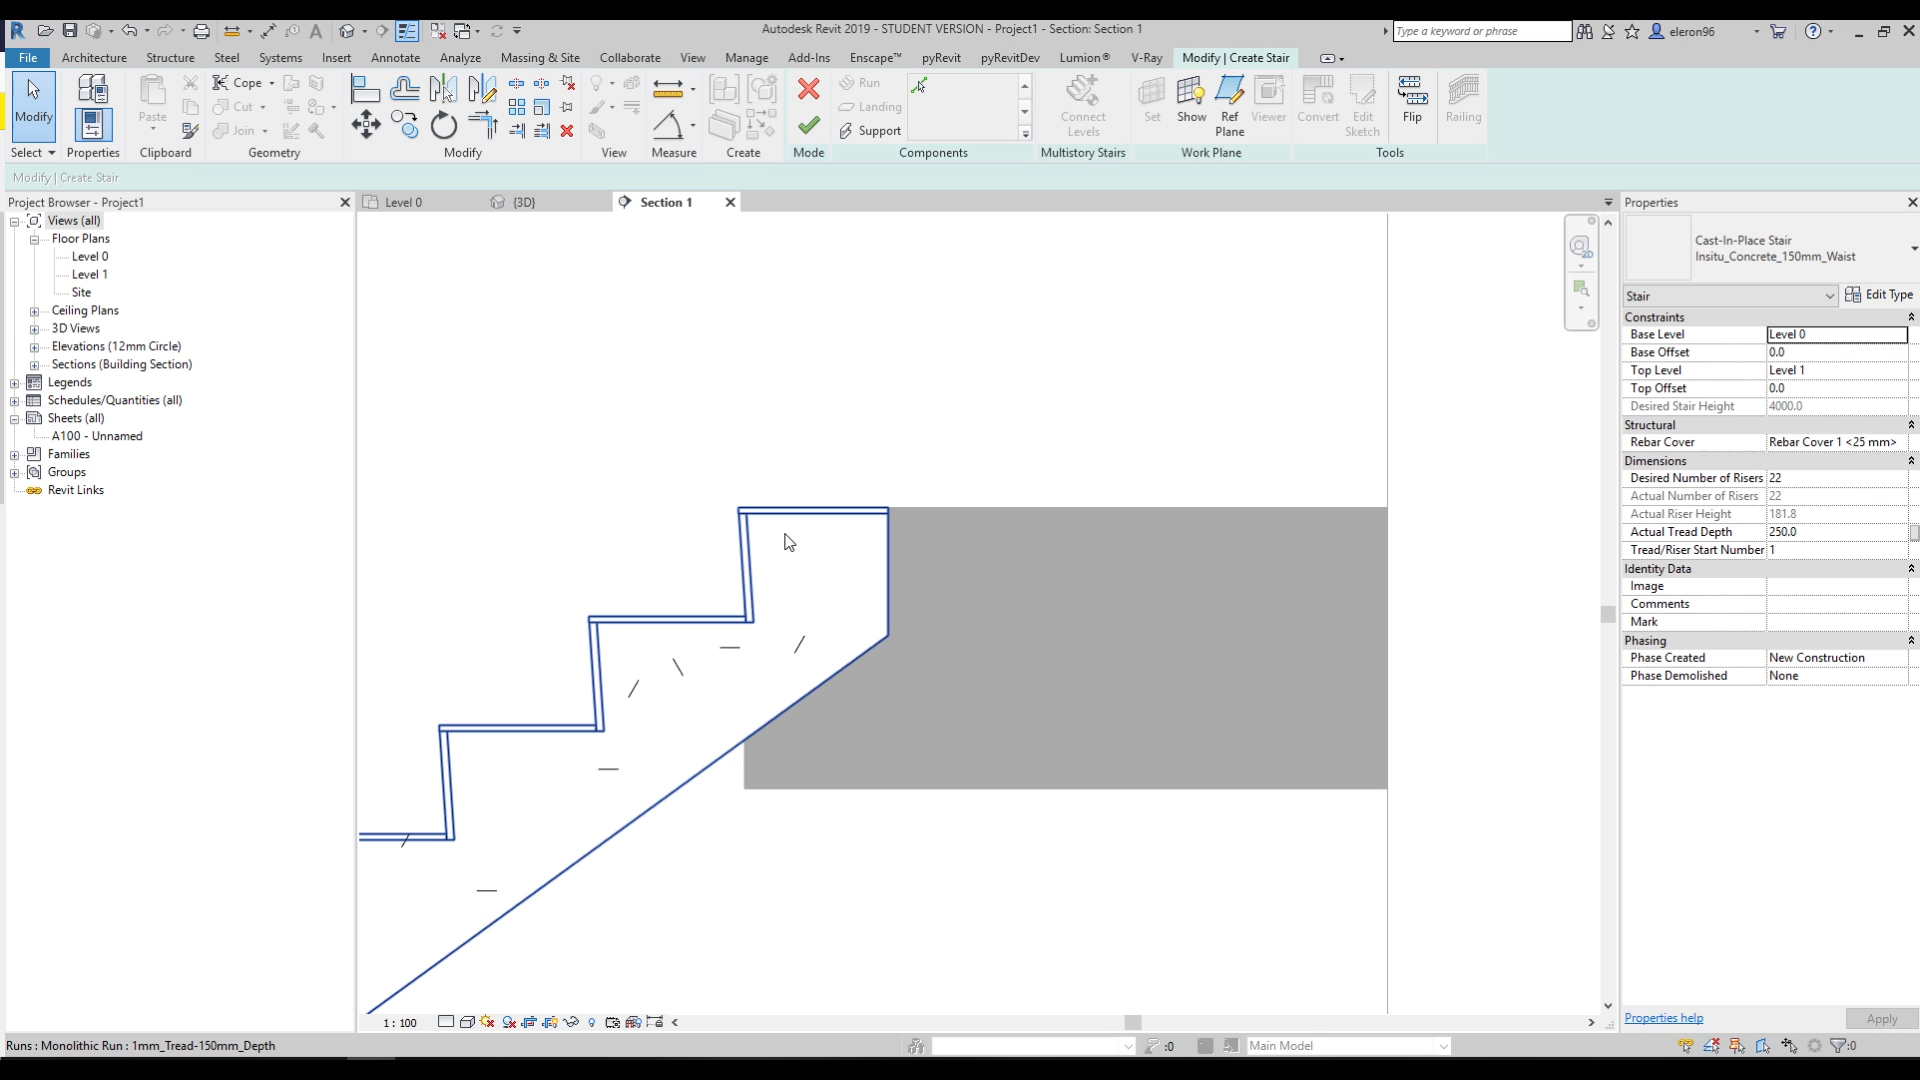 Autodesk Revit 2019 - STUDENT VERSION - Project1 - Section: Section 1
Type a keyword or phrase
eleron96
File
Architecture
Structure
Steel
Systems
Insert
Annotate
Analyze
Massing & Site
Collaborate
View
Manage
Add-Ins
Enscape™
pyRevit
pyRevitDev
Lumion®
V-Ray
Modify | Create Stair
Modify
Paste
Cope
Cut
Join
Run
Landing
Support
Connect
Levels
Set
Show
Ref
Plane
Viewer
Convert
Edit
Sketch
Flip
Railing
Select
Properties
Clipboard
Geometry
Modify
View
Measure
Create
Mode
Components
Multistory Stairs
Work Plane
Tools
Modify | Create Stair
Project Browser - Project1
Views (all)
Floor Plans
Level 0
Level 1
Site
Ceiling Plans
3D Views
Elevations (12mm Circle)
Sections (Building Section)
Legends
Schedules/Quantities (all)
Sheets (all)
A100 - Unnamed
Families
Groups
Revit Links
Level 0
{3D}
Section 1
2D
Properties
Cast-In-Place Stair
Insitu_Concrete_150mm_Waist
Stair
Edit Type
Constraints
Base Level Level 0
Base Offset 0.0
Top Level Level 1
Top Offset 0.0
Desired Stair Height 4000.0
Structural
Rebar Cover Rebar Cover 1 <25 mm>
Dimensions
Desired Number of Risers 22
Actual Number of Risers 22
Actual Riser Height 181.8
Actual Tread Depth 250.0
Tread/Riser Start Number 1
Identity Data
Image
Comments
Mark
Phasing
Phase Created New Construction
Phase Demolished None
Properties help
Apply
1 : 100
Runs : Monolithic Run : 1mm_Tread-150mm_Depth
:0
Main Model
:0